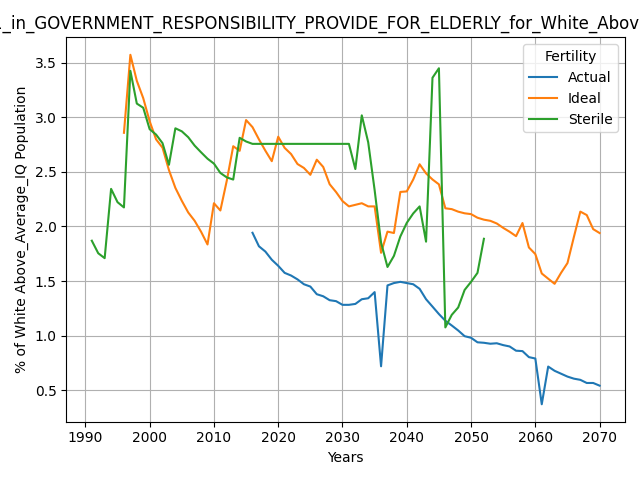 _in_GOVERNMENT_RESPONSIBILITY_PROVIDE_FOR_ELDERLY_for_White_Abov
Fertility
Actual
Ideal
Sterile
% of White Above_Average_IQ Population
3.5
3.0
2.5
2.0
1.5
1.0
0.5
1990 2000 2010 2020 2030 2040 2050 2060 2070
Years